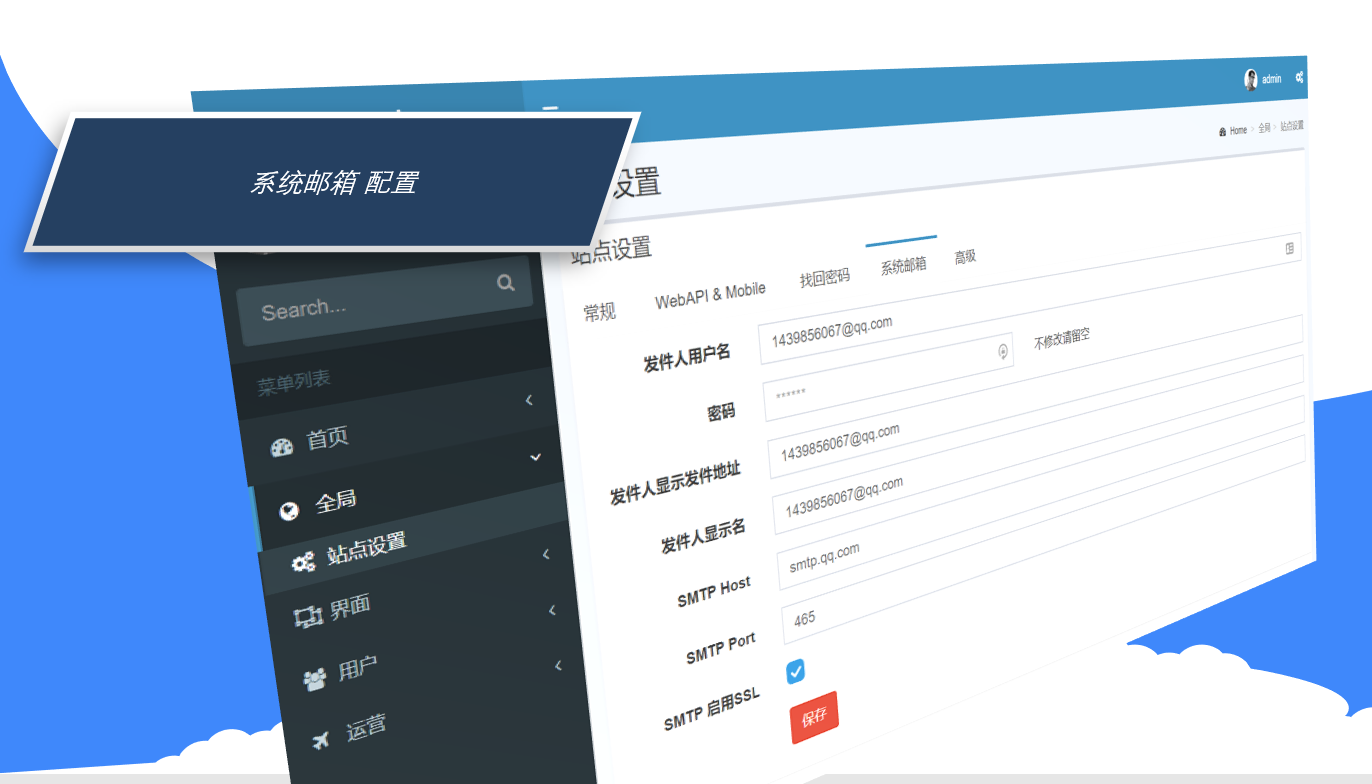 admin
Home > 全局 > 站点设置
系统邮箱 配置
设置
站点设置
Search...
菜单列表
首页
全局
站点设置
界面
用户
运营
常规
WebAPI & Mobile
找回密码
系统邮箱
高级
发件人用户名
1439856067@qq.com
密码
******
不修改请留空
发件人显示发件地址
1439856067@qq.com
发件人显示名
1439856067@qq.com
SMTP Host
smtp.qq.com
SMTP Port
465
SMTP 启用SSL
保存